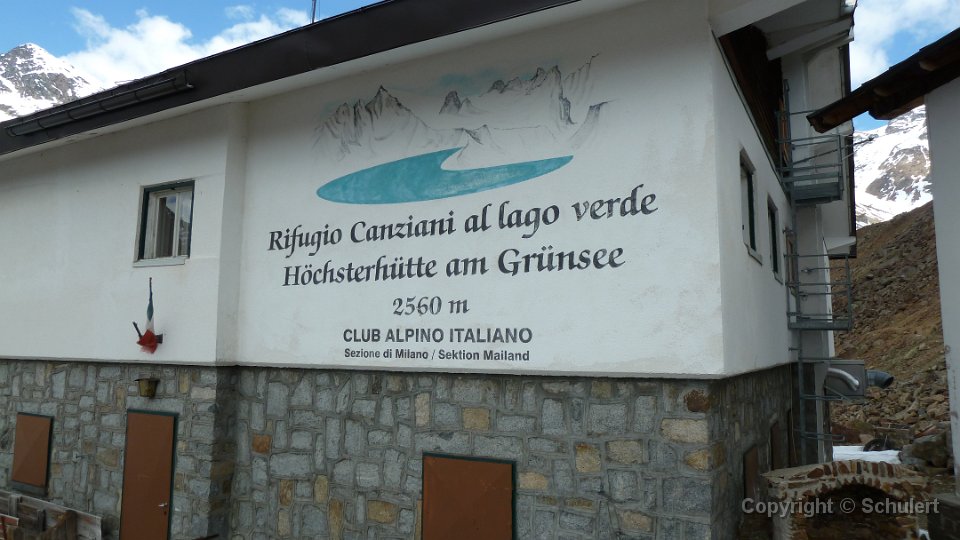 Rifugio Canziani al lago verde
Höchsterhütte am Grünsee
2560 m
CLUB ALPINO ITALIANO
Sezione di Milano / Sektion Mailand
Copyright © Schulert